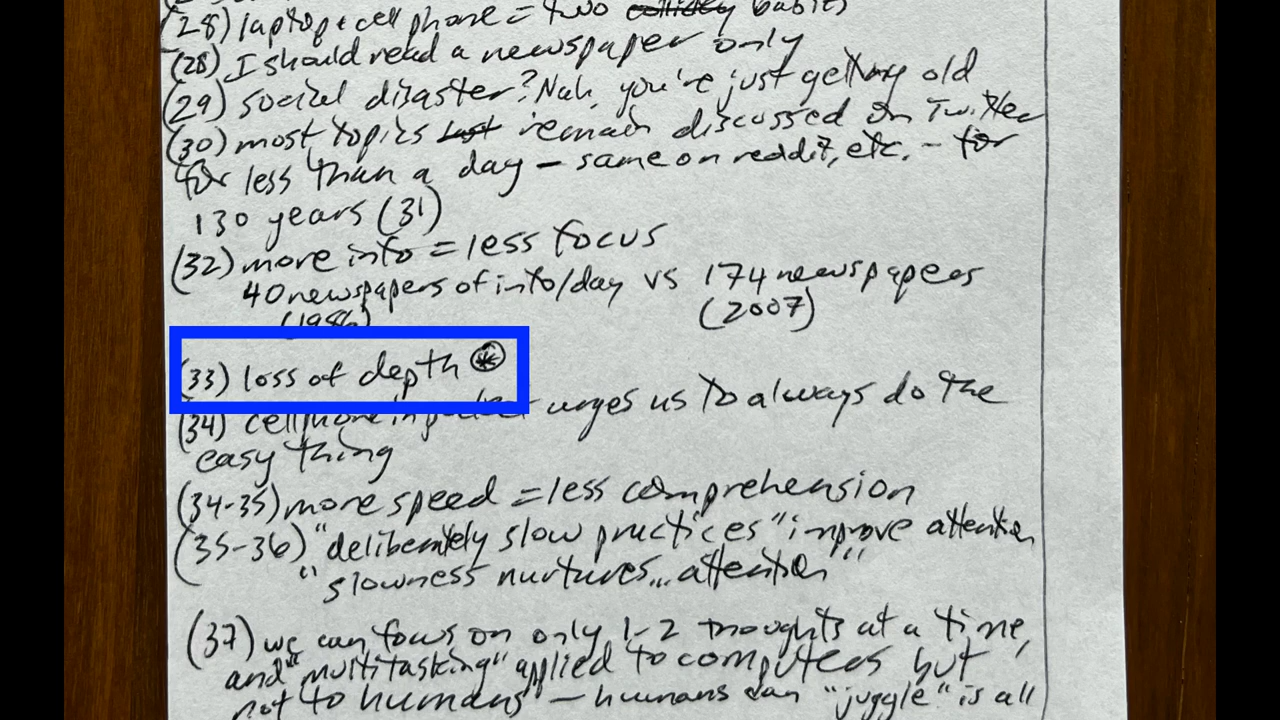 (28) laptop + cell phone = two babies
(28) I should read a newspaper only
(29) social disaster? Nah, you're just getting old
(30) most topics last remain discussed on Twitter
for less than a day – same on reddit, etc. – for
130 years (31)
(32) more info = less focus
40 newspapers of info/day vs 174 newspapers
(1986) (2007)
(33) loss of depth *
(34) cellphone in pocket urges us to always do the
easy thing
(34-35) more speed = less comprehension
(35-36) "deliberately slow practices" improve attention
"slowness nurtures... attention"
(37) we can focus on only 1-2 thoughts at a time,
and "multitasking" applied to computers but
not to humans – humans can "juggle" is all